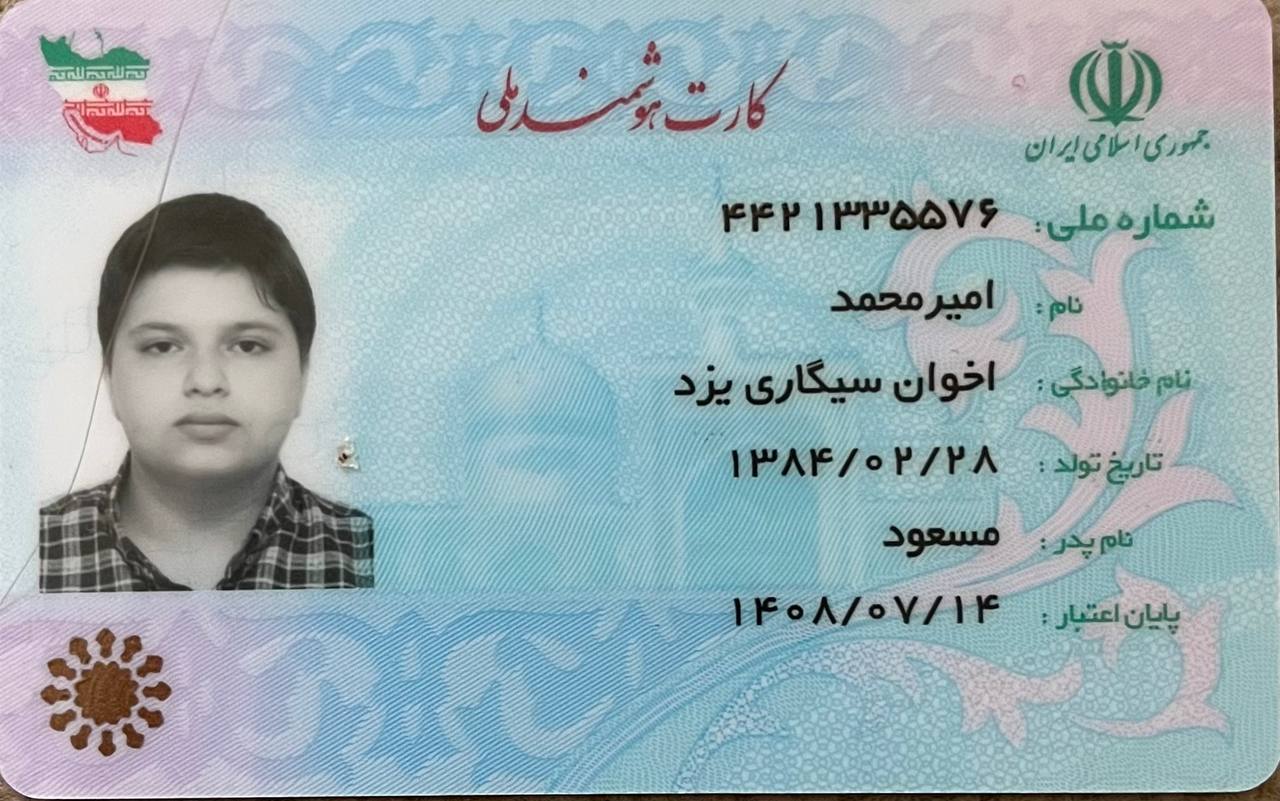 کارت هوشمند ملی
جمهوری اسلامی ایران
شماره ملی: ۴۴۲۱۳۳۵۵۷۶
نام: امیرمحمد
نام خانوادگی: اخوان سیگاری یزد
تاریخ تولد: ۱۳۸۴/۰۲/۲۸
نام پدر: مسعود
پایان اعتبار: ۱۴۰۸/۰۷/۱۴